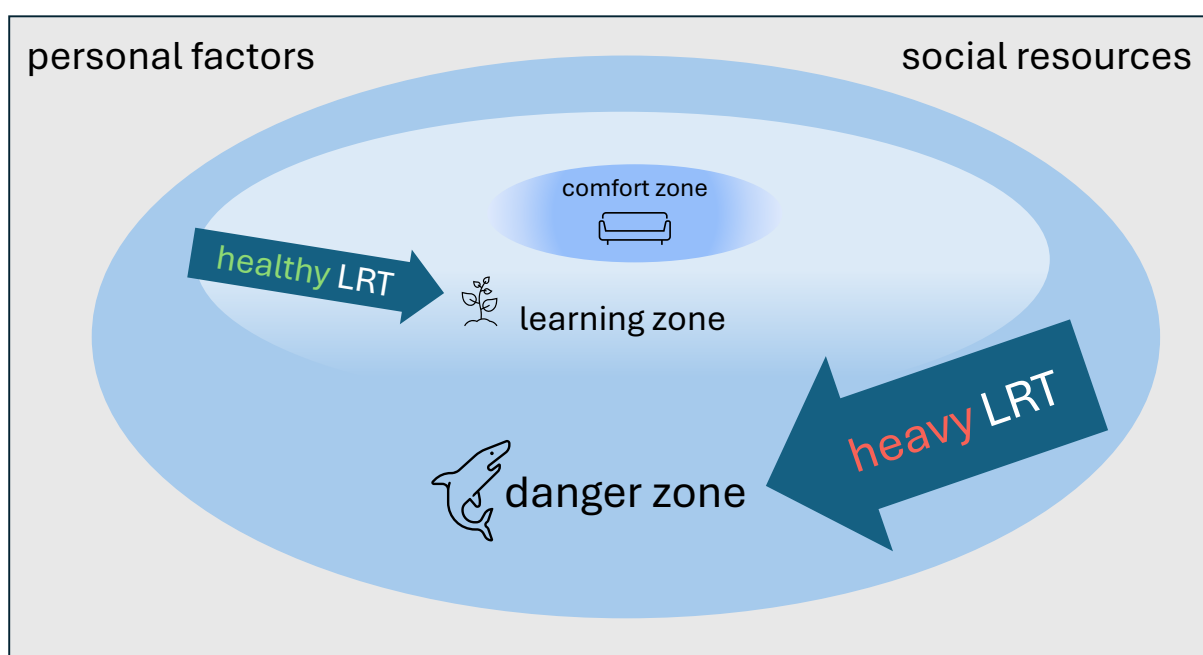 personal factors
social resources
comfort zone
healthy LRT
learning zone
heavy LRT
danger zone